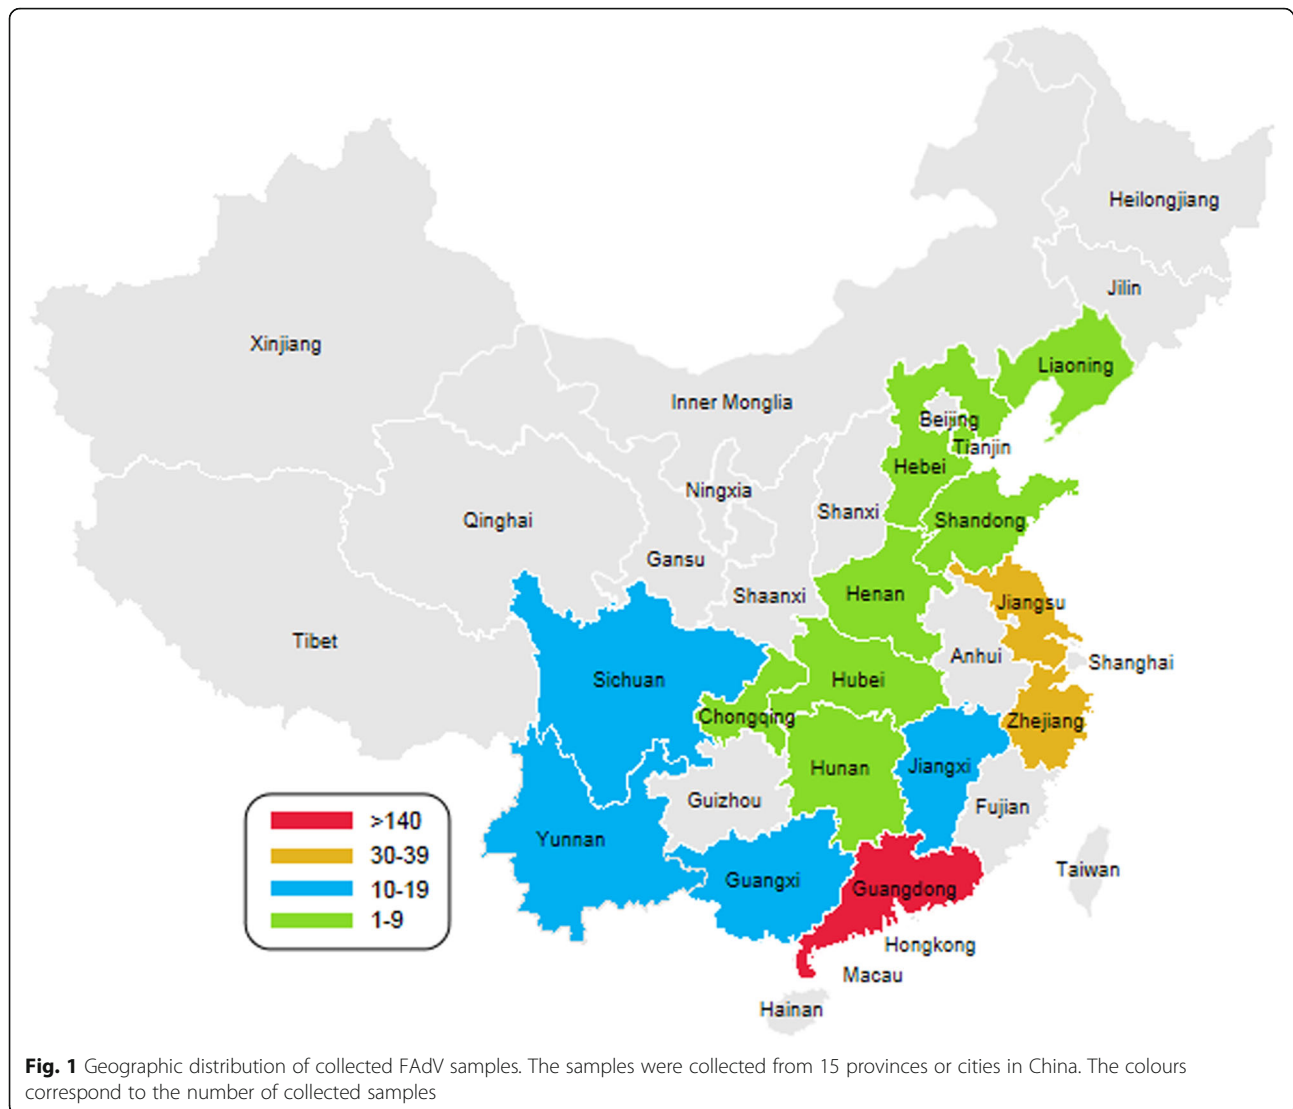 Heilongjiang
Jilin
Xinjiang
Liaoning
Inner Monglia
Beijing
Tianjin
Hebei
Ningxia
Shanxi
Qinghai
Shandong
Gansu
Shaanxi
Henan
Jiangsu
Tibet
Anhui
Shanghai
Sichuan
Hubei
Chongqing
Zhejiang
Hunan
Jiangxi
Guizhou
Fujian
>140
30-39
10-19
1-9
Yunnan
Guangxi
Guangdong
Taiwan
Hongkong
Macau
Hainan
Fig. 1 Geographic distribution of collected FAdV samples. The samples were collected from 15 provinces or cities in China. The colours
correspond to the number of collected samples